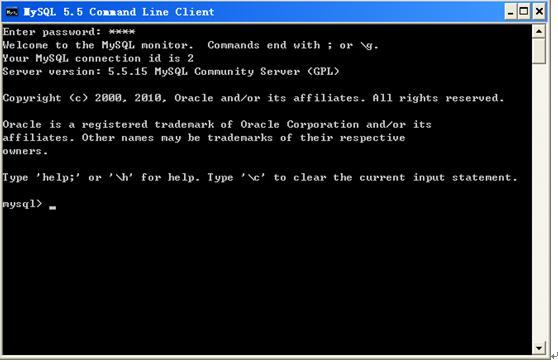 MySQL 5.5 Command Line Client
Enter password: ****
Welcome to the MySQL monitor.  Commands end with ; or \g.
Your MySQL connection id is 2
Server version: 5.5.15 MySQL Community Server (GPL)
Copyright (c) 2000, 2010, Oracle and/or its affiliates. All rights reserved.
Oracle is a registered trademark of Oracle Corporation and/or its
affiliates. Other names may be trademarks of their respective
owners.
Type 'help;' or '\h' for help. Type '\c' to clear the current input statement.
mysql> _